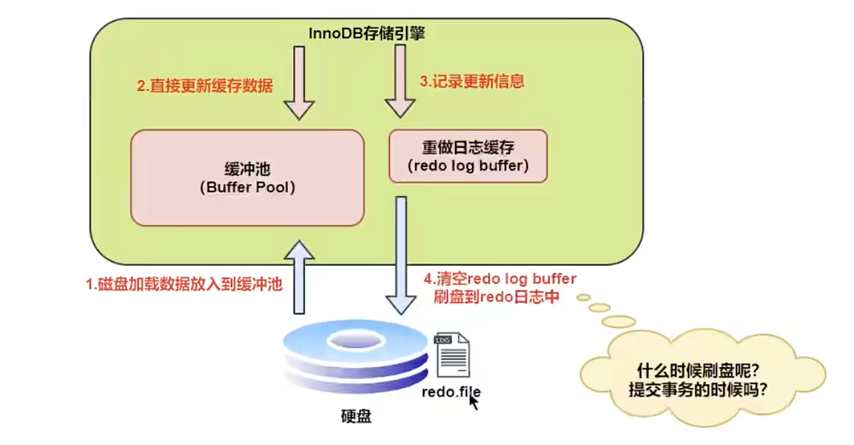 InnoDB存储引擎
2.直接更新缓存数据
3.记录更新信息
缓冲池
（Buffer Pool）
重做日志缓存
（redo log buffer）
1.磁盘加载数据放入到缓冲池
4.清空redo log buffer
刷盘到redo日志中
LOG
redo.file
硬盘
什么时候刷盘呢？
提交事务的时候吗？